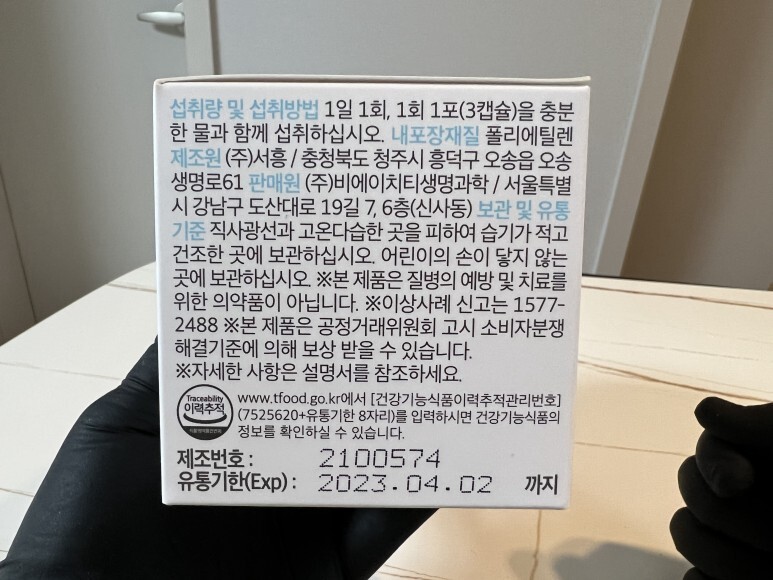 섭취량 및 섭취방법 1일 1회, 1회 1포(3캡슐)을 충분
한 물과 함께 섭취하십시오. 내포장재질 폴리에틸렌
제조원 (주)서흥 / 충청북도 청주시 흥덕구 오송읍 오송
생명로61 판매원 (주)비에이치티생명과학 / 서울특별
시 강남구 도산대로 19길 7, 6층(신사동) 보관 및 유통
기준 직사광선과 고온다습한 곳을 피하여 습기가 적고
건조한 곳에 보관하십시오. 어린이의 손이 닿지 않는
곳에 보관하십시오 ※본 제품은 질병의 예방 및 치료를
위한 의약품이 아닙니다. ※이상사례 신고는 1577-
2488 ※본 제품은 공정거래위원회 고시 소비자분쟁
해결기준에 의해 보상 받을 수 있습니다.
※자세한 사항은 설명서를 참조하세요.
Traceability
이력추적
www.tfood.go.kr에서 [건강기능식품이력추적관리번호]
(7525620+유통기한 8자리)를 입력하시면 건강기능식품의
정보를 확인하실 수 있습니다.
제조번호 : 2100574
유통기한(Exp) : 2023.04.02 까지